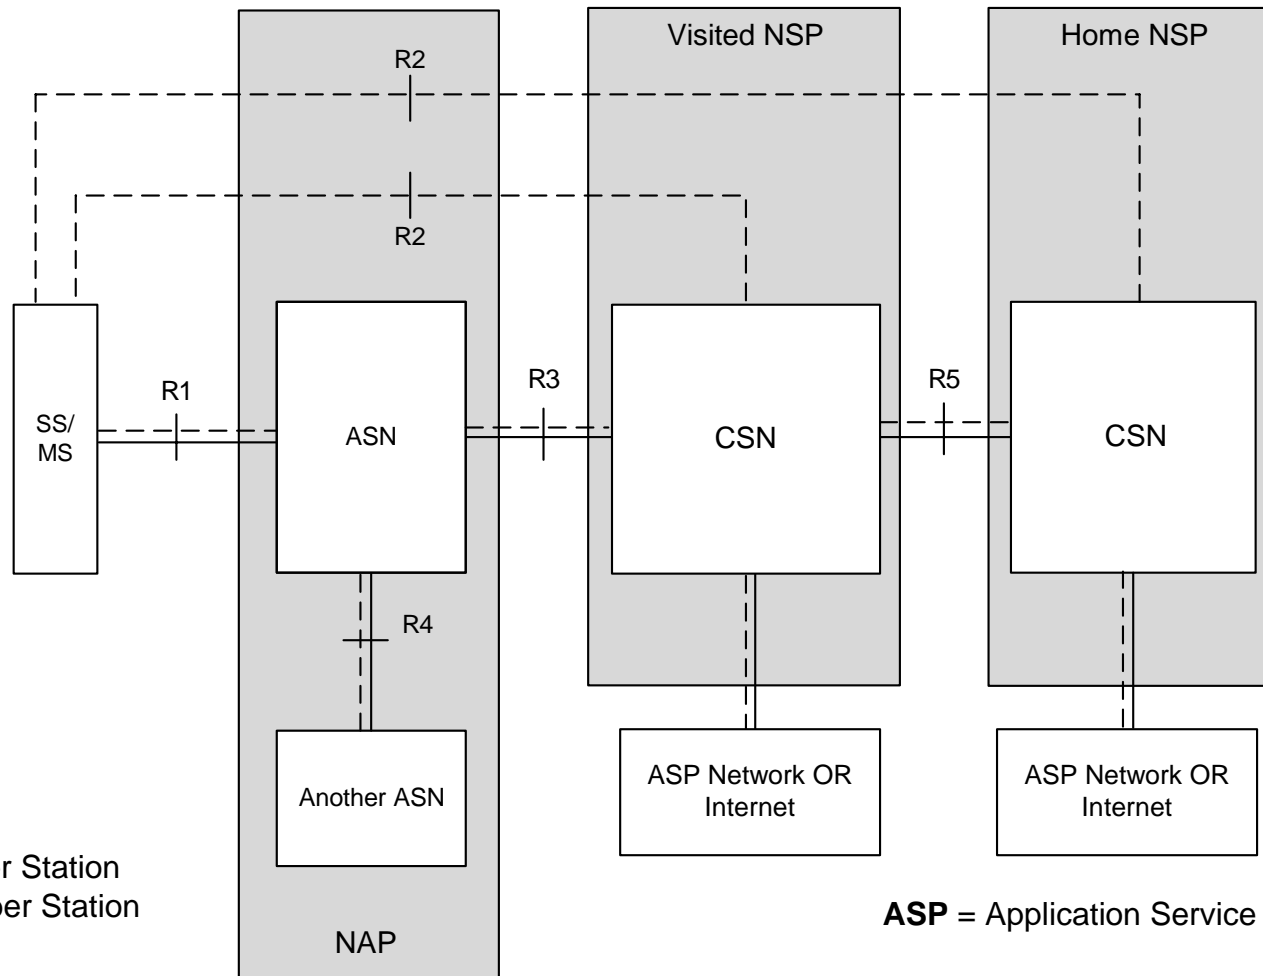 Visited NSP
Home NSP
R2
R2
R1
R3
R5
SS/
MS
ASN
CSN
CSN
R4
Another ASN
ASP Network OR
Internet
ASP Network OR
Internet
r Station
er Station
ASP = Application Service
NAP